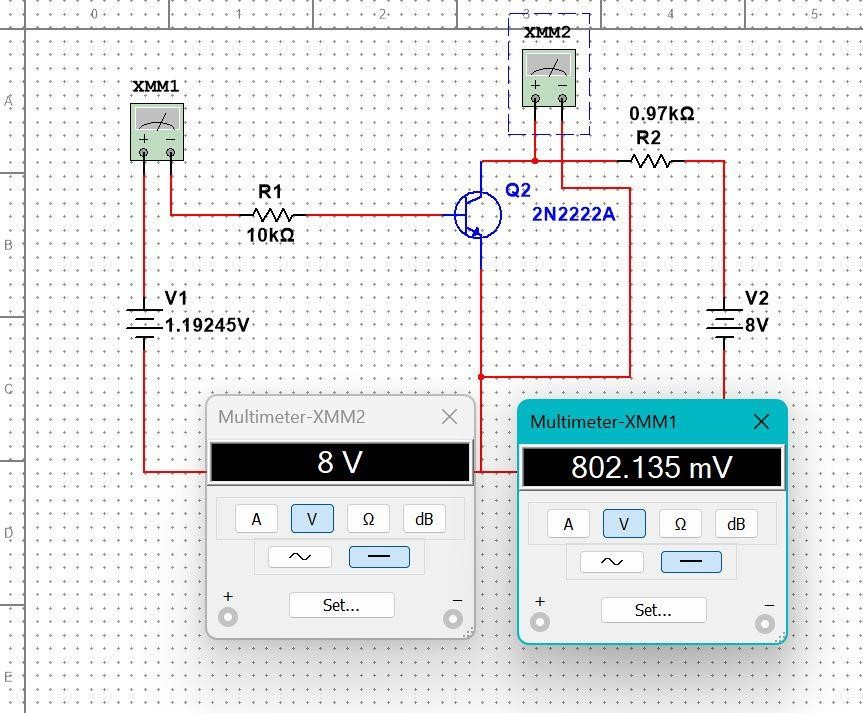 0 1 2 3 4 5
XMM2
XMM1
A
0.97kΩ
R2
+ −
+ −
R1
Q2
2N2222A
10kΩ
B
V1
1.19245V
V2
8V
C
Multimeter-XMM2
Multimeter-XMM1
8 V
802.135 mV
A V Ω dB
A V Ω dB
D
+ Set... −
+ Set... −
E